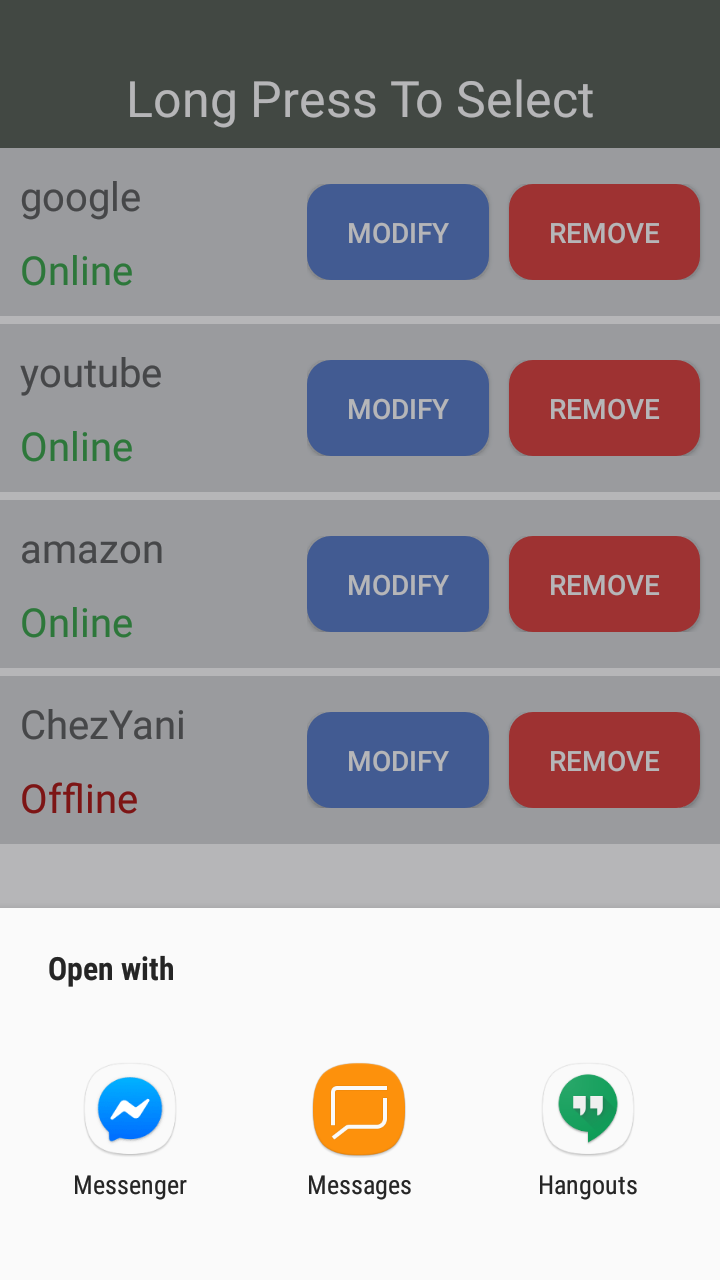 Long Press To Select
google
MODIFY REMOVE
Online
youtube
MODIFY REMOVE
Online
amazon
MODIFY REMOVE
Online
ChezYani
MODIFY REMOVE
Offline
Open with
Messenger Messages Hangouts